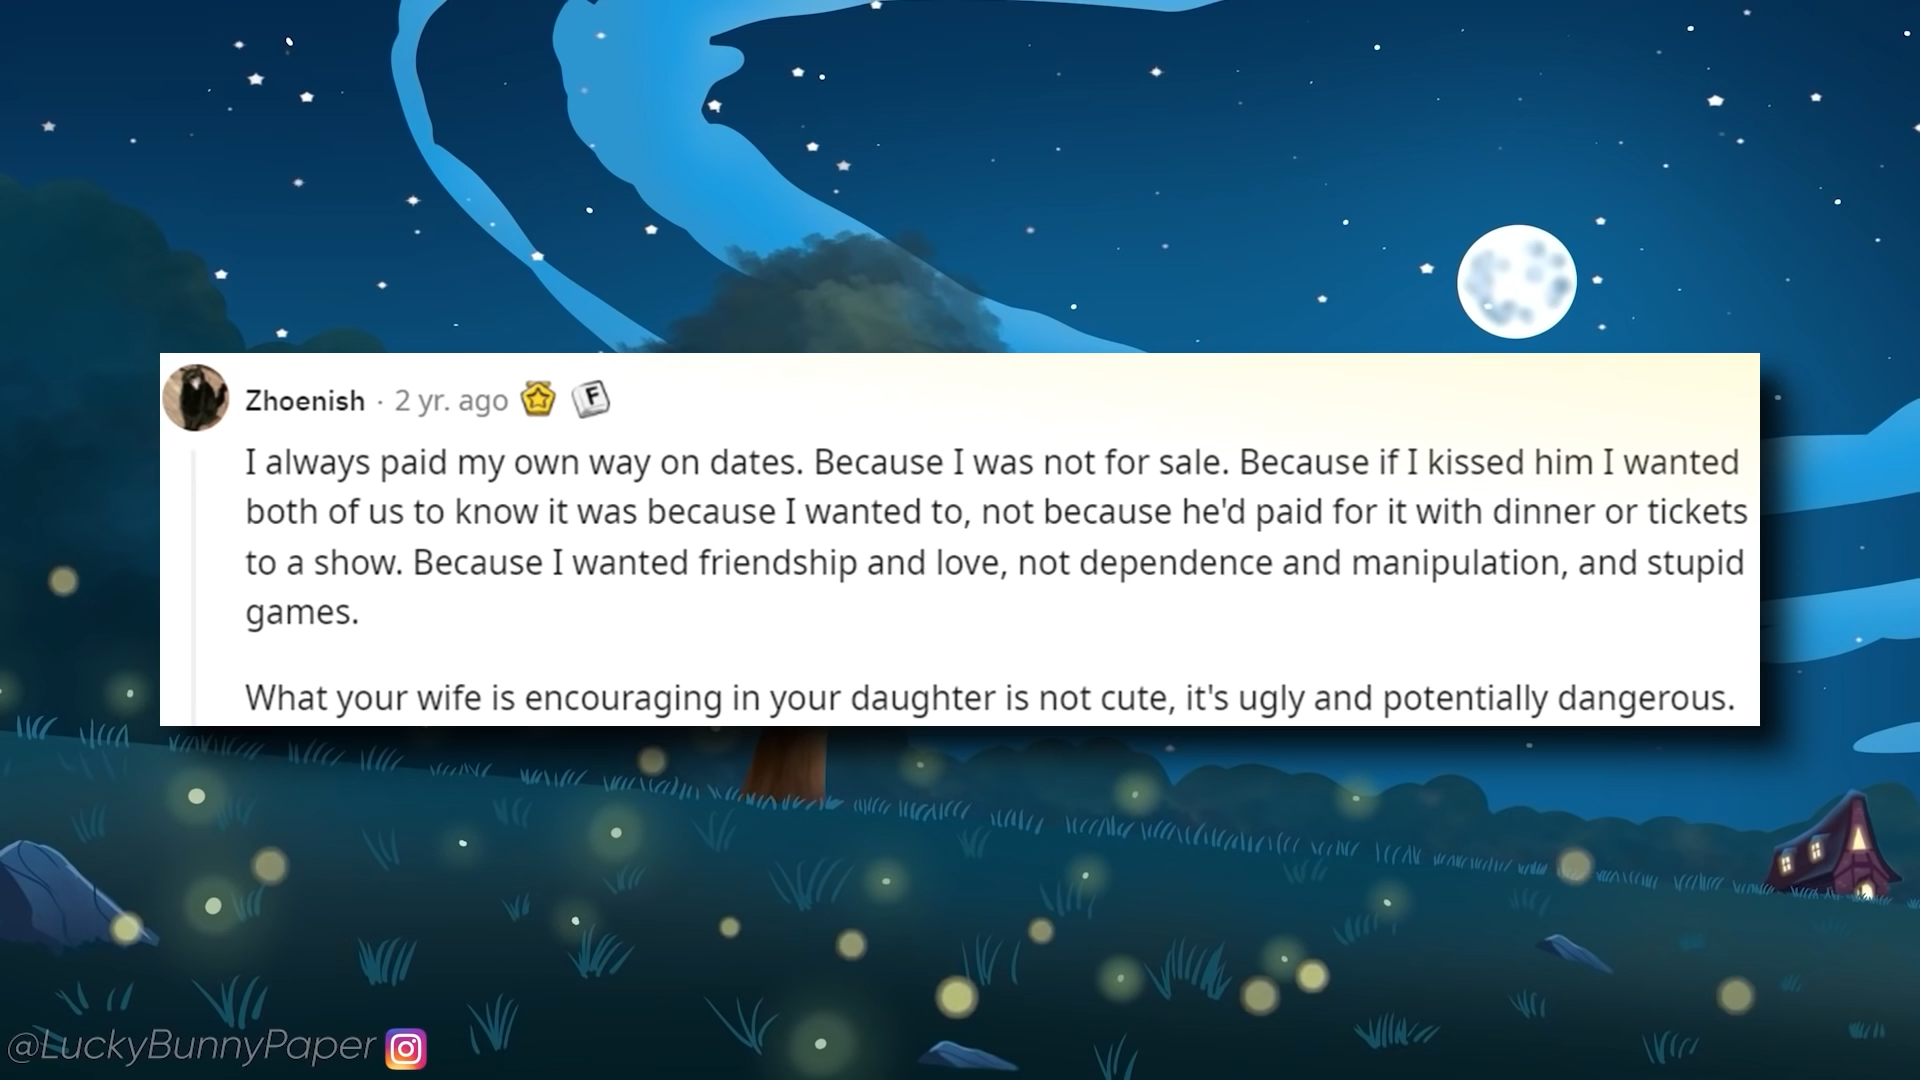 Zhoenish · 2 yr. ago
F
I always paid my own way on dates. Because I was not for sale. Because if I kissed him I wanted
both of us to know it was because I wanted to, not because he'd paid for it with dinner or tickets
to a show. Because I wanted friendship and love, not dependence and manipulation, and stupid
games.
What your wife is encouraging in your daughter is not cute, it's ugly and potentially dangerous.
@LuckyBunnyPaper